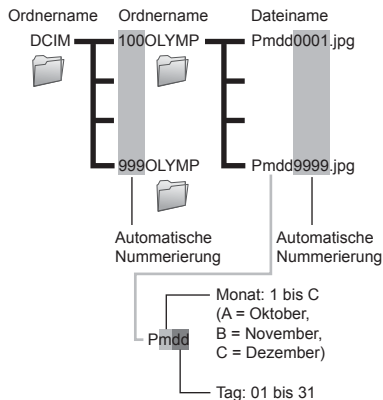 Ordnername Ordnername Dateiname
DCIM 100OLYMP Pmdd0001.jpg
999OLYMP Pmdd9999.jpg
Automatische Automatische
Nummerierung Nummerierung
Monat: 1 bis C
(A = Oktober,
B = November,
C = Dezember)
Pmdd
Tag: 01 bis 31